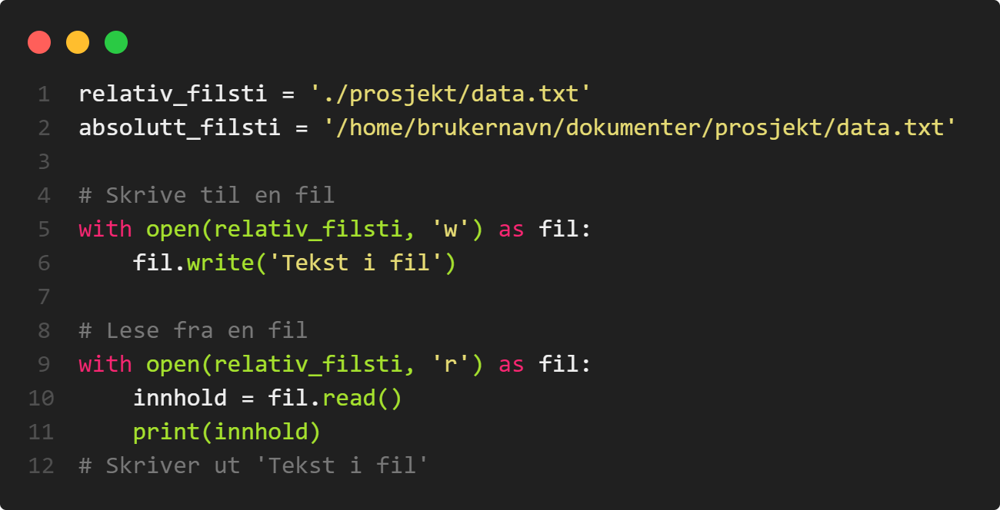 1 relativ_filsti = './prosjekt/data.txt'
2 absolutt_filsti = '/home/brukernavn/dokumenter/prosjekt/data.txt'
3
4 # Skrive til en fil
5 with open(relativ_filsti, 'w') as fil:
6     fil.write('Tekst i fil')
7
8 # Lese fra en fil
9 with open(relativ_filsti, 'r') as fil:
10     innhold = fil.read()
11     print(innhold)
12 # Skriver ut 'Tekst i fil'